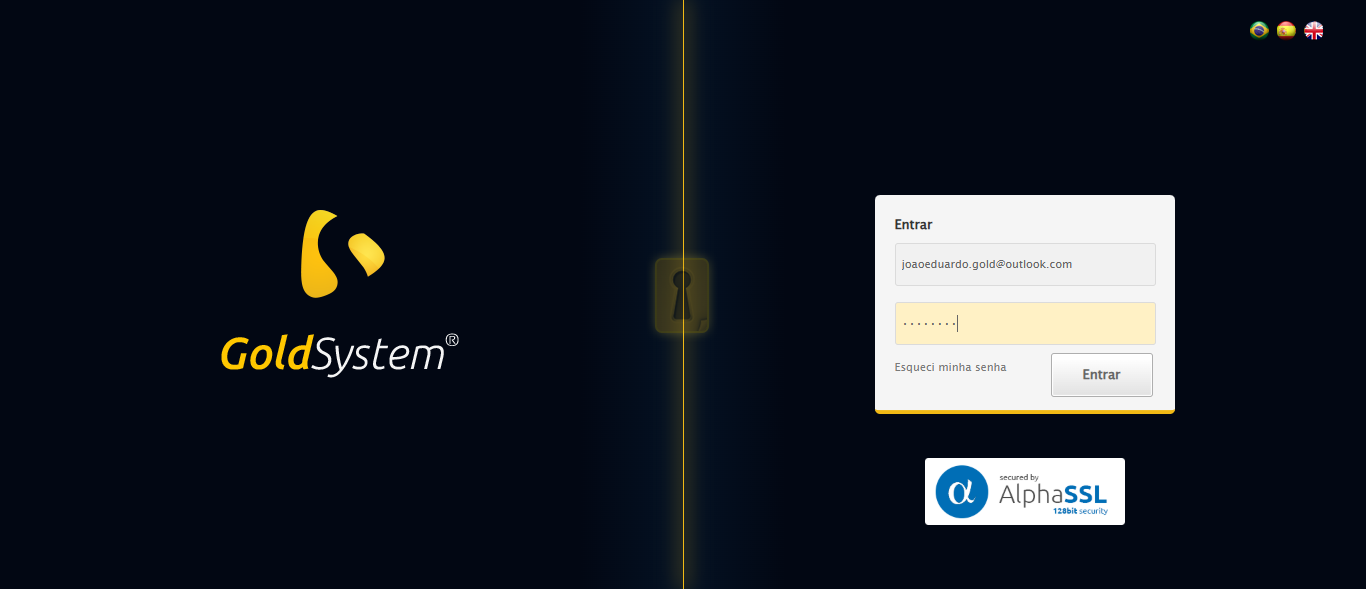 GoldSystem®
Entrar
joaoeduardo.gold@outlook.com
........
Esqueci minha senha
Entrar
α
secured by
AlphaSSL
128bit security